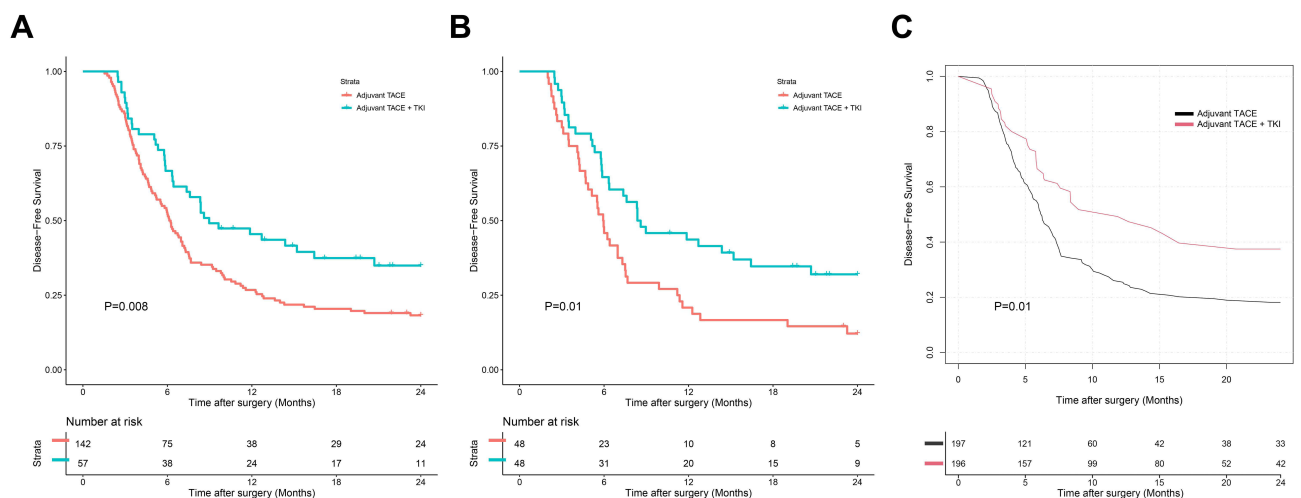 A
1.00
0.75
0.50
0.25
0.00
Disease-Free Survival
Strata
Adjuvant TACE
Adjuvant TACE + TKI
P=0.008
0 6 12 18 24
Time after surgery (Months)
Number at risk
Strata
142 75 38 29 24
57 38 24 17 11
0 6 12 18 24
Time after surgery (Months)
B
1.00
0.75
0.50
0.25
0.00
Disease-Free Survival
Strata
Adjuvant TACE
Adjuvant TACE + TKI
P=0.01
0 6 12 18 24
Time after surgery (Months)
Number at risk
Strata
48 23 10 8 5
48 31 20 15 9
0 6 12 18 24
Time after surgery (Months)
C
1.0
0.8
0.6
0.4
0.2
0.0
Disease-Free Survival
Adjuvant TACE
Adjuvant TACE + TKI
P=0.01
0 5 10 15 20
Time after surgery (Months)
197 121 60 42 38 33
196 157 99 80 52 42
0 5 10 15 20 24
Time after surgery (Months)